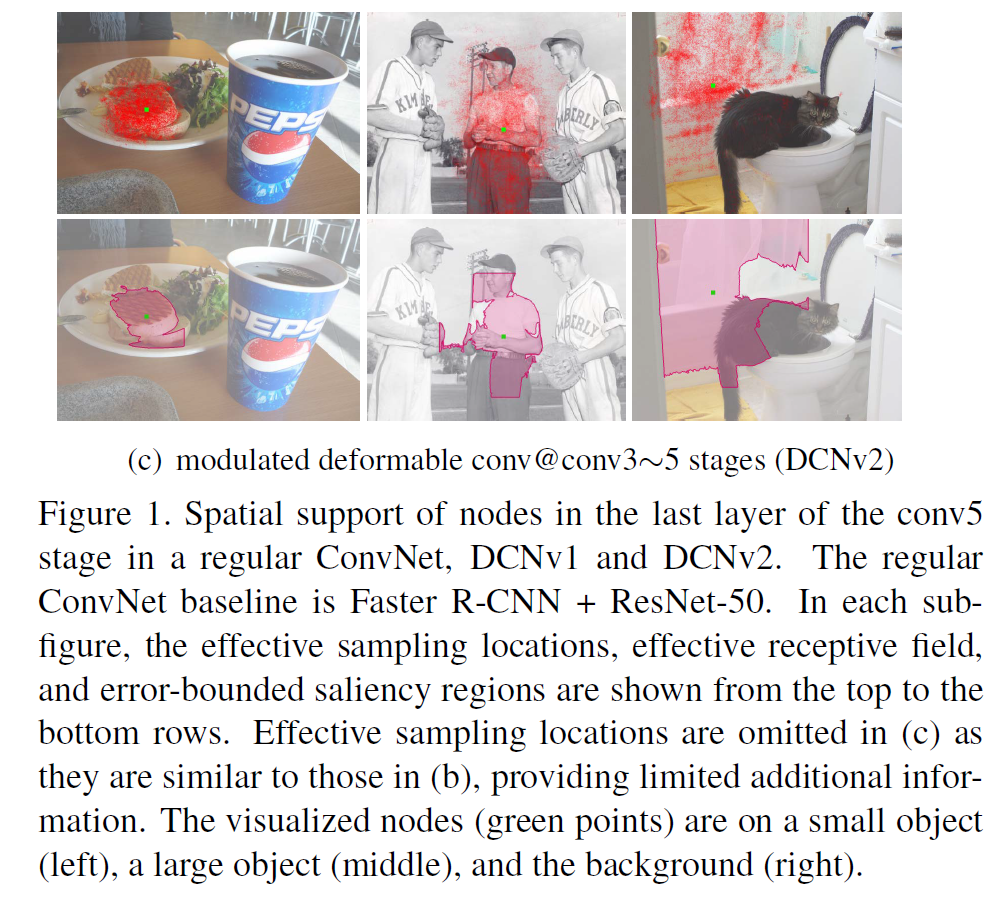 PEPS
KIM
BERLY
PEPS
KIM
BERLY
(c) modulated deformable conv@conv3∼5 stages (DCNv2)
Figure 1. Spatial support of nodes in the last layer of the conv5
stage in a regular ConvNet, DCNv1 and DCNv2. The regular
ConvNet baseline is Faster R-CNN + ResNet-50. In each sub-
figure, the effective sampling locations, effective receptive field,
and error-bounded saliency regions are shown from the top to the
bottom rows. Effective sampling locations are omitted in (c) as
they are similar to those in (b), providing limited additional infor-
mation. The visualized nodes (green points) are on a small object
(left), a large object (middle), and the background (right).